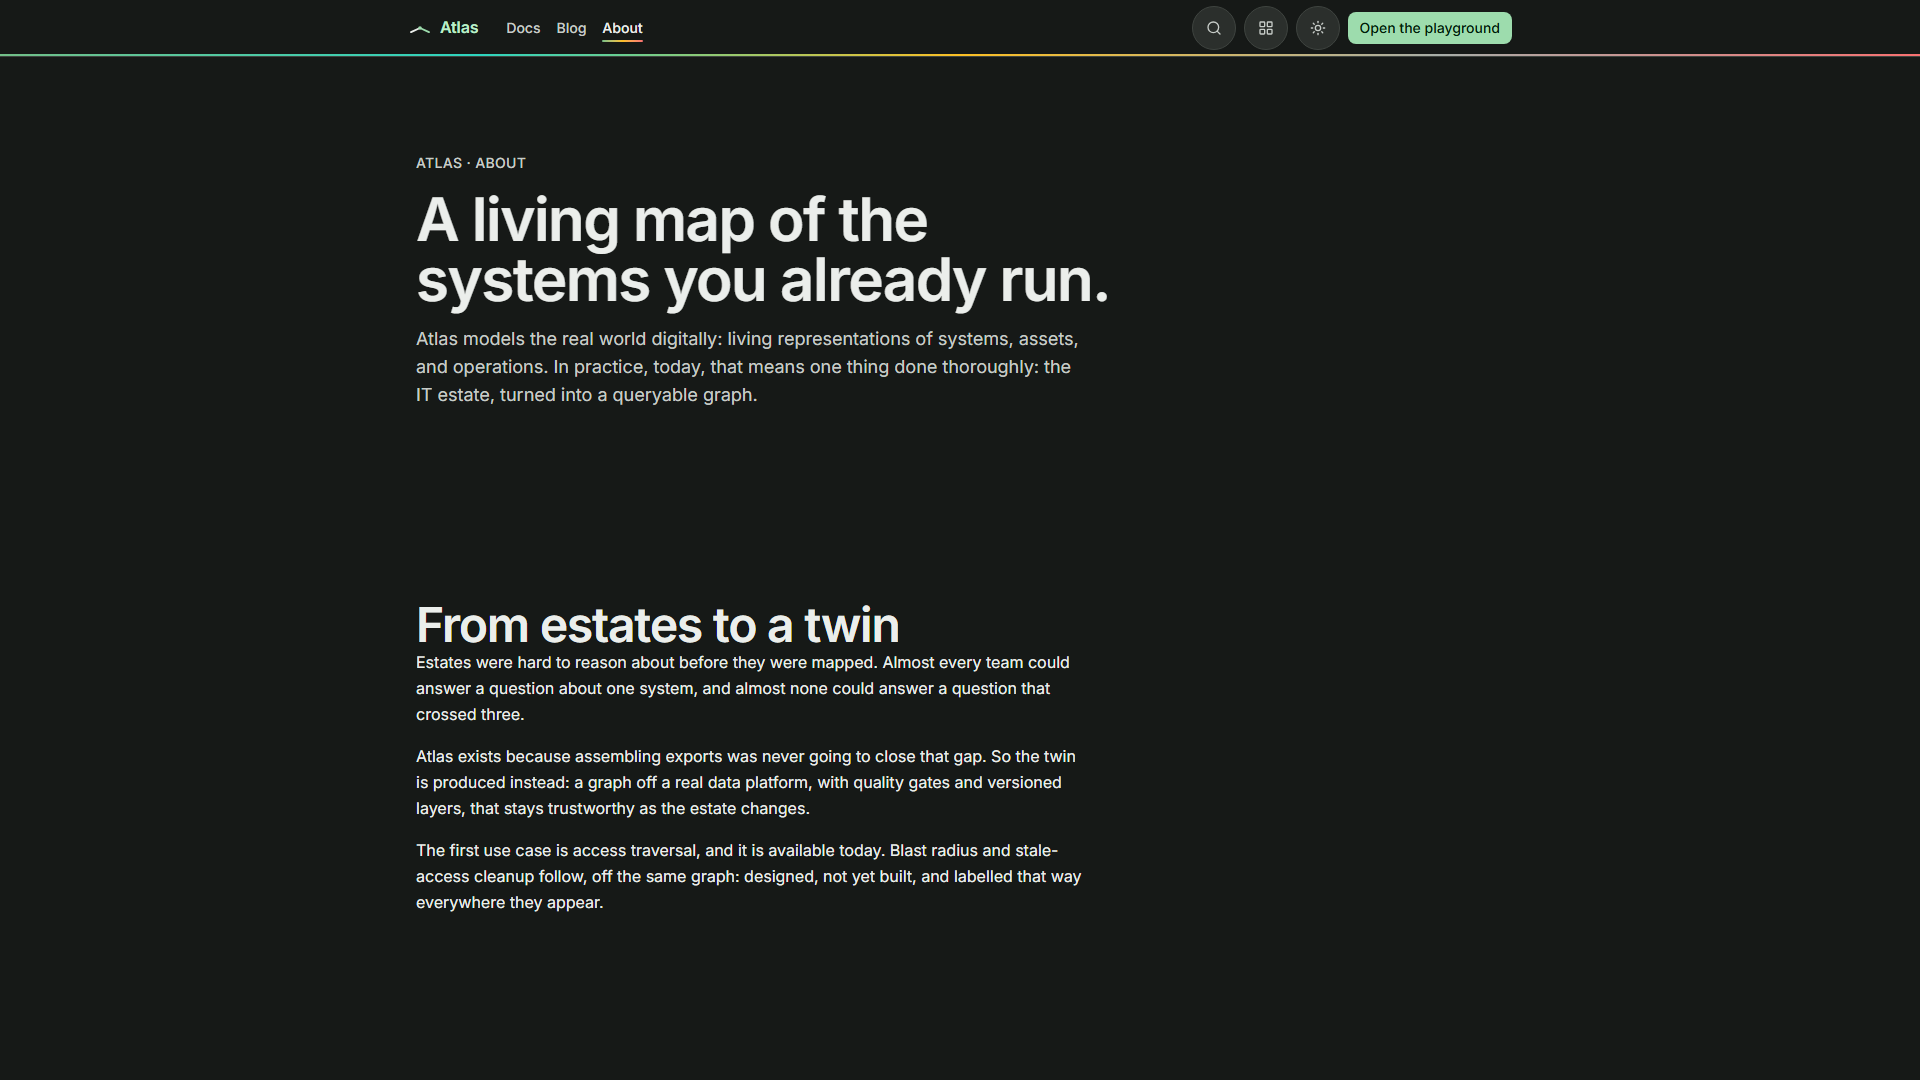 Atlas
Docs
Blog
About
Open the playground
ATLAS · ABOUT
A living map of the
systems you already run.
Atlas models the real world digitally: living representations of systems, assets,
and operations. In practice, today, that means one thing done thoroughly: the
IT estate, turned into a queryable graph.
From estates to a twin
Estates were hard to reason about before they were mapped. Almost every team could
answer a question about one system, and almost none could answer a question that
crossed three.
Atlas exists because assembling exports was never going to close that gap. So the twin
is produced instead: a graph off a real data platform, with quality gates and versioned
layers, that stays trustworthy as the estate changes.
The first use case is access traversal, and it is available today. Blast radius and stale-
access cleanup follow, off the same graph: designed, not yet built, and labelled that way
everywhere they appear.